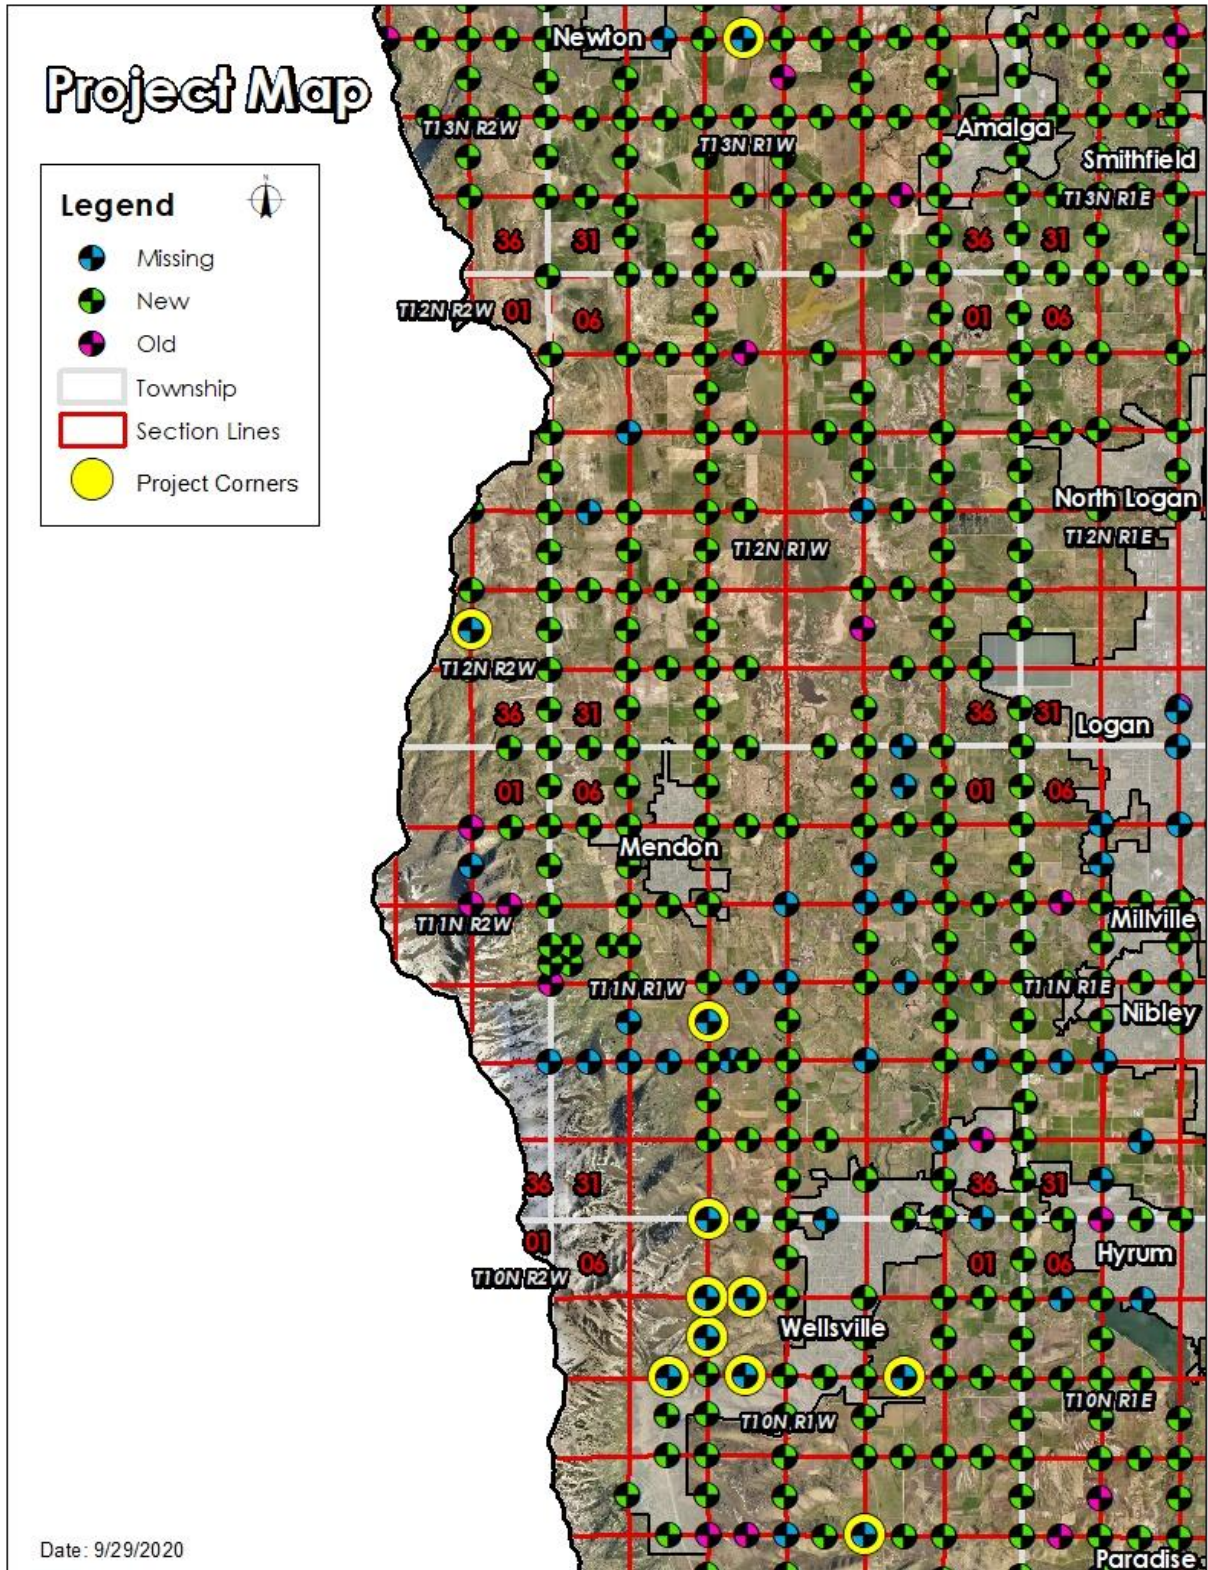 Newton
Project Map
T13N R2W
T13N R1W
Amalga
Smithfield
Legend
N
T13N R1E
Missing
36
31
36
31
New
T12N R2W
01
06
01
06
Old
Township
Section Lines
Project Corners
North Logan
T12N R1W
T12N R1E
T12N R2W
36
31
36
31
Logan
01
06
01
06
Mendon
T11N R2W
Millville
T11N R1W
T11N R1E
Nibley
36
31
36
31
01
06
01
06
Hyrum
T10N R2W
Wellsville
T10N R1E
T10N R1W
Date: 9/29/2020
Paradise